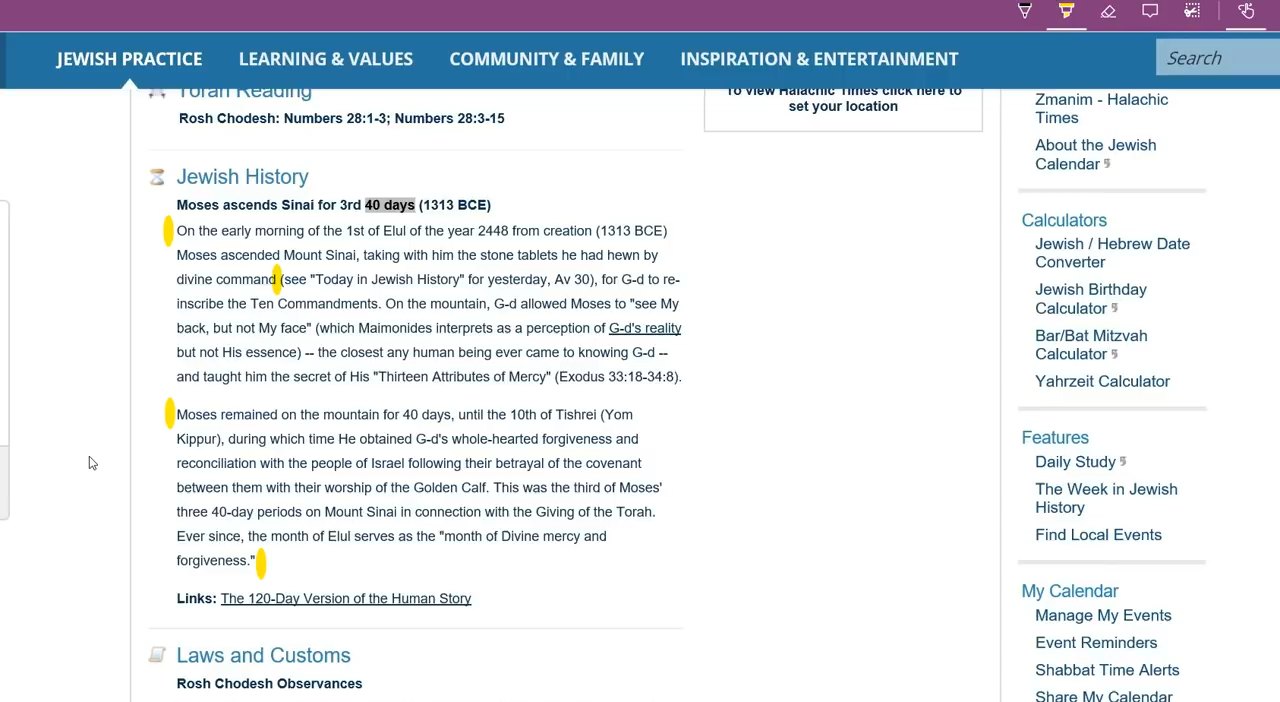 JEWISH PRACTICE LEARNING & VALUES COMMUNITY & FAMILY INSPIRATION & ENTERTAINMENT Search
Torah Reading
Rosh Chodesh: Numbers 28:1-3; Numbers 28:3-15
Jewish History
Moses ascends Sinai for 3rd 40 days (1313 BCE)
On the early morning of the 1st of Elul of the year 2448 from creation (1313 BCE)
Moses ascended Mount Sinai, taking with him the stone tablets he had hewn by
divine command (see "Today in Jewish History" for yesterday, Av 30), for G-d to re-
inscribe the Ten Commandments. On the mountain, G-d allowed Moses to "see My
back, but not My face" (which Maimonides interprets as a perception of G-d's reality
but not His essence) -- the closest any human being ever came to knowing G-d --
and taught him the secret of His "Thirteen Attributes of Mercy" (Exodus 33:18-34:8).
Moses remained on the mountain for 40 days, until the 10th of Tishrei (Yom
Kippur), during which time He obtained G-d's whole-hearted forgiveness and
reconciliation with the people of Israel following their betrayal of the covenant
between them with their worship of the Golden Calf. This was the third of Moses'
three 40-day periods on Mount Sinai in connection with the Giving of the Torah.
Ever since, the month of Elul serves as the "month of Divine mercy and
forgiveness."
Links: The 120-Day Version of the Human Story
Laws and Customs
Rosh Chodesh Observances
To view Halachic Times click here to
set your location
Zmanim - Halachic
Times
About the Jewish
Calendar
Calculators
Jewish / Hebrew Date
Converter
Jewish Birthday
Calculator
Bar/Bat Mitzvah
Calculator
Yahrzeit Calculator
Features
Daily Study
The Week in Jewish
History
Find Local Events
My Calendar
Manage My Events
Event Reminders
Shabbat Time Alerts
Share My Calendar